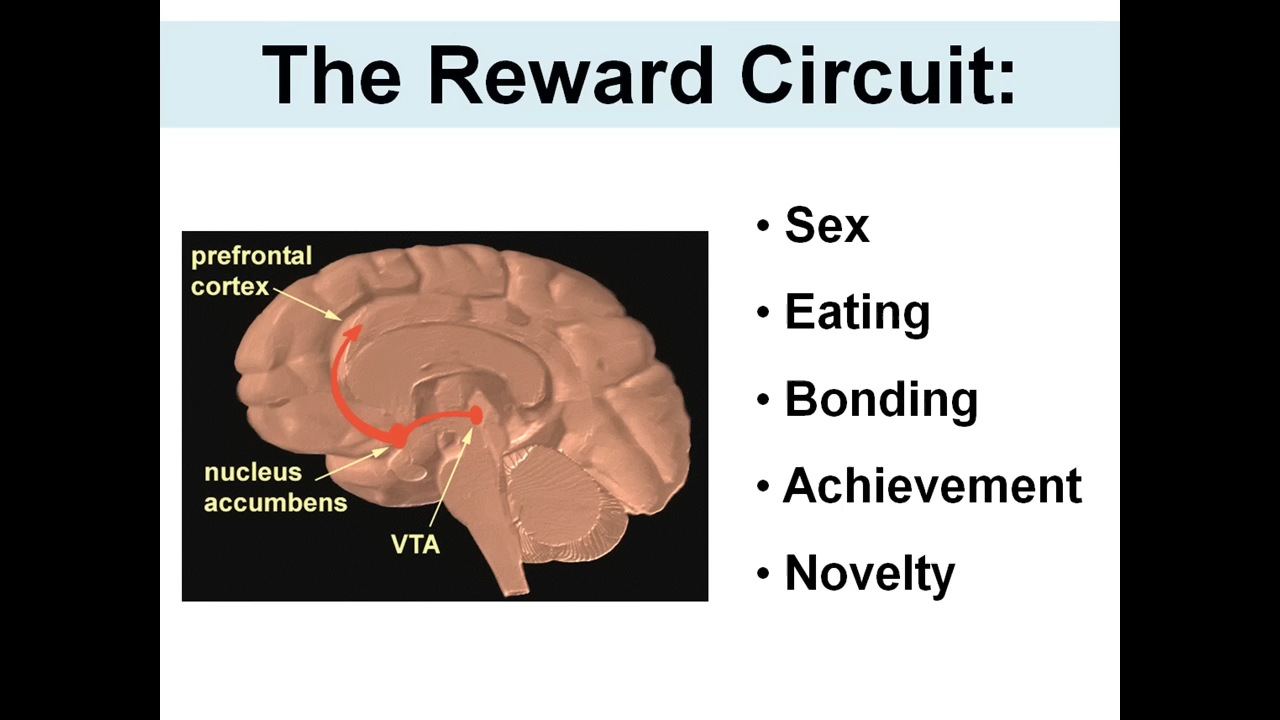 The Reward Circuit:
prefrontal
cortex
nucleus
accumbens
VTA
• Sex
• Eating
• Bonding
• Achievement
• Novelty